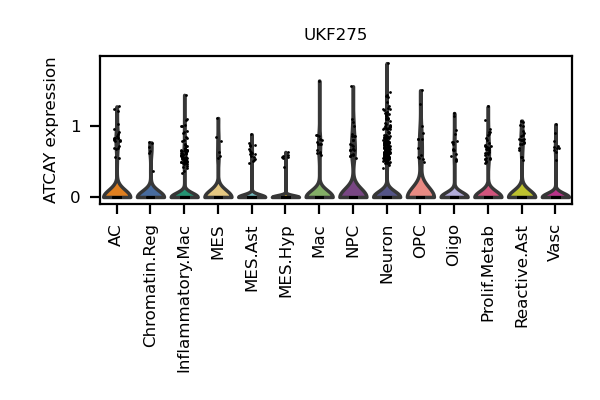 UKF275
ATCAY expression
1
0
AC
Chromatin.Reg
Inflammatory.Mac
MES
MES.Ast
MES.Hyp
Mac
NPC
Neuron
OPC
Oligo
Prolif.Metab
Reactive.Ast
Vasc